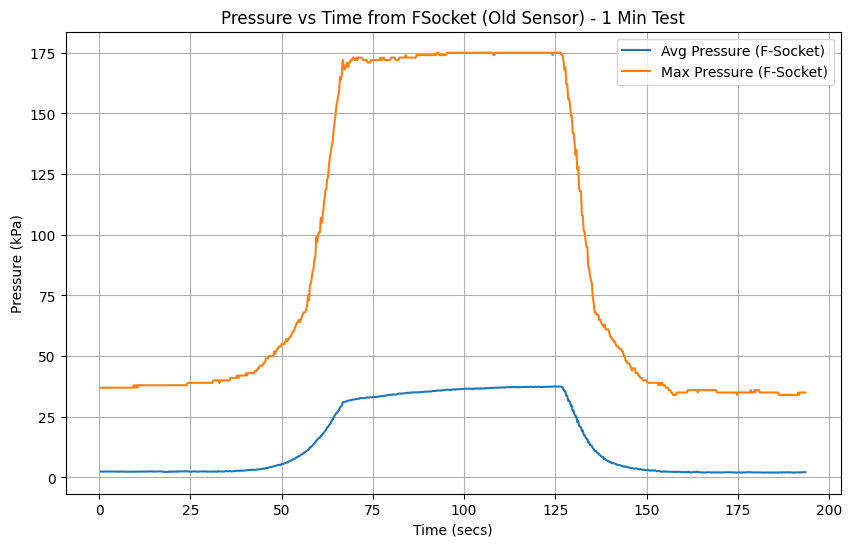 Pressure vs Time from FSocket (Old Sensor) - 1 Min Test
Avg Pressure (F-Socket)
Max Pressure (F-Socket)
Pressure (kPa)
175
150
125
100
75
50
25
0
0 25 50 75 100 125 150 175 200
Time (secs)